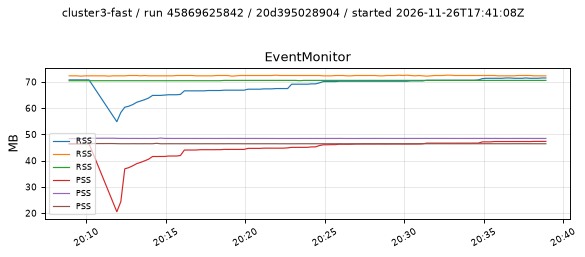 cluster3-fast / run 45869625842 / 20d395028904 / started 2026-11-26T17:41:08Z
EventMonitor
MB
70
60
50
40
30
20
RSS
RSS
RSS
PSS
PSS
PSS
20:10
20:15
20:20
20:25
20:30
20:35
20:40